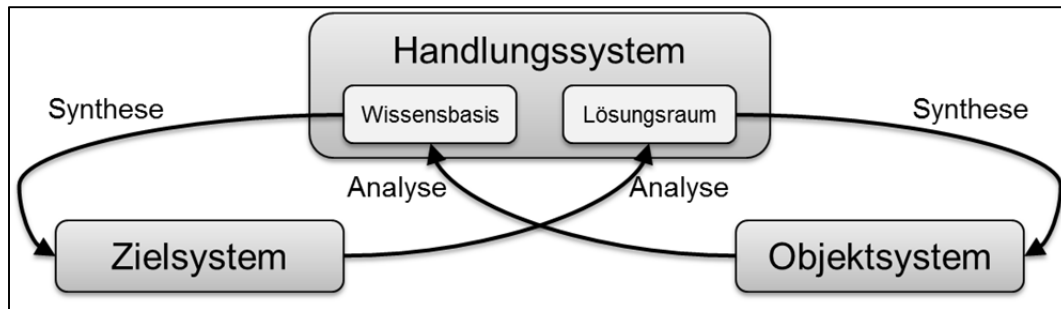 Handlungssystem
Synthese
Wissensbasis
Lösungsraum
Synthese
Analyse
Analyse
Zielsystem
Objektsystem